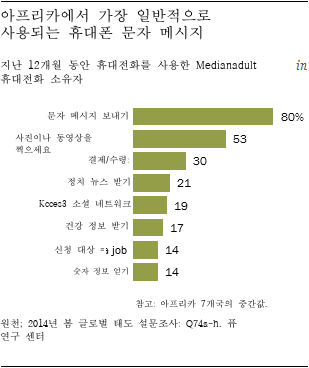 아프리카에서 가장 일반적으로
사용되는 휴대폰 문자 메시지
지난 12개월 동안 휴대전화를 사용한 Medianadult in
휴대전화 소유자
문자 메시지 보내기 80%
사진이나 동영상을 찍으세요 53
결제/수령: 30
정치 뉴스 받기 21
Kcces3 소셜 네트워크 19
건강 정보 받기 17
신청 대상 job 14
숫자 정보 얻기 14
참고: 아프리카 7개국의 중간값.
원천; 2014년 봄 글로벌 태도 설문조사: Q74a-h. 퓨
연구 센터